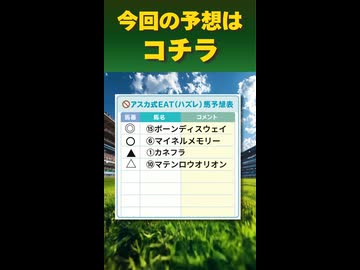 今回の予想は
コチラ
🚫アスカ式EAT(ハズレ)馬予想表
馬番 馬名 コメント
◎ ⑮ボーンディスウェイ
○ ⑥マイネルメモリー
▲ ①カネフラ
△ ⑩マテンロウオリオン